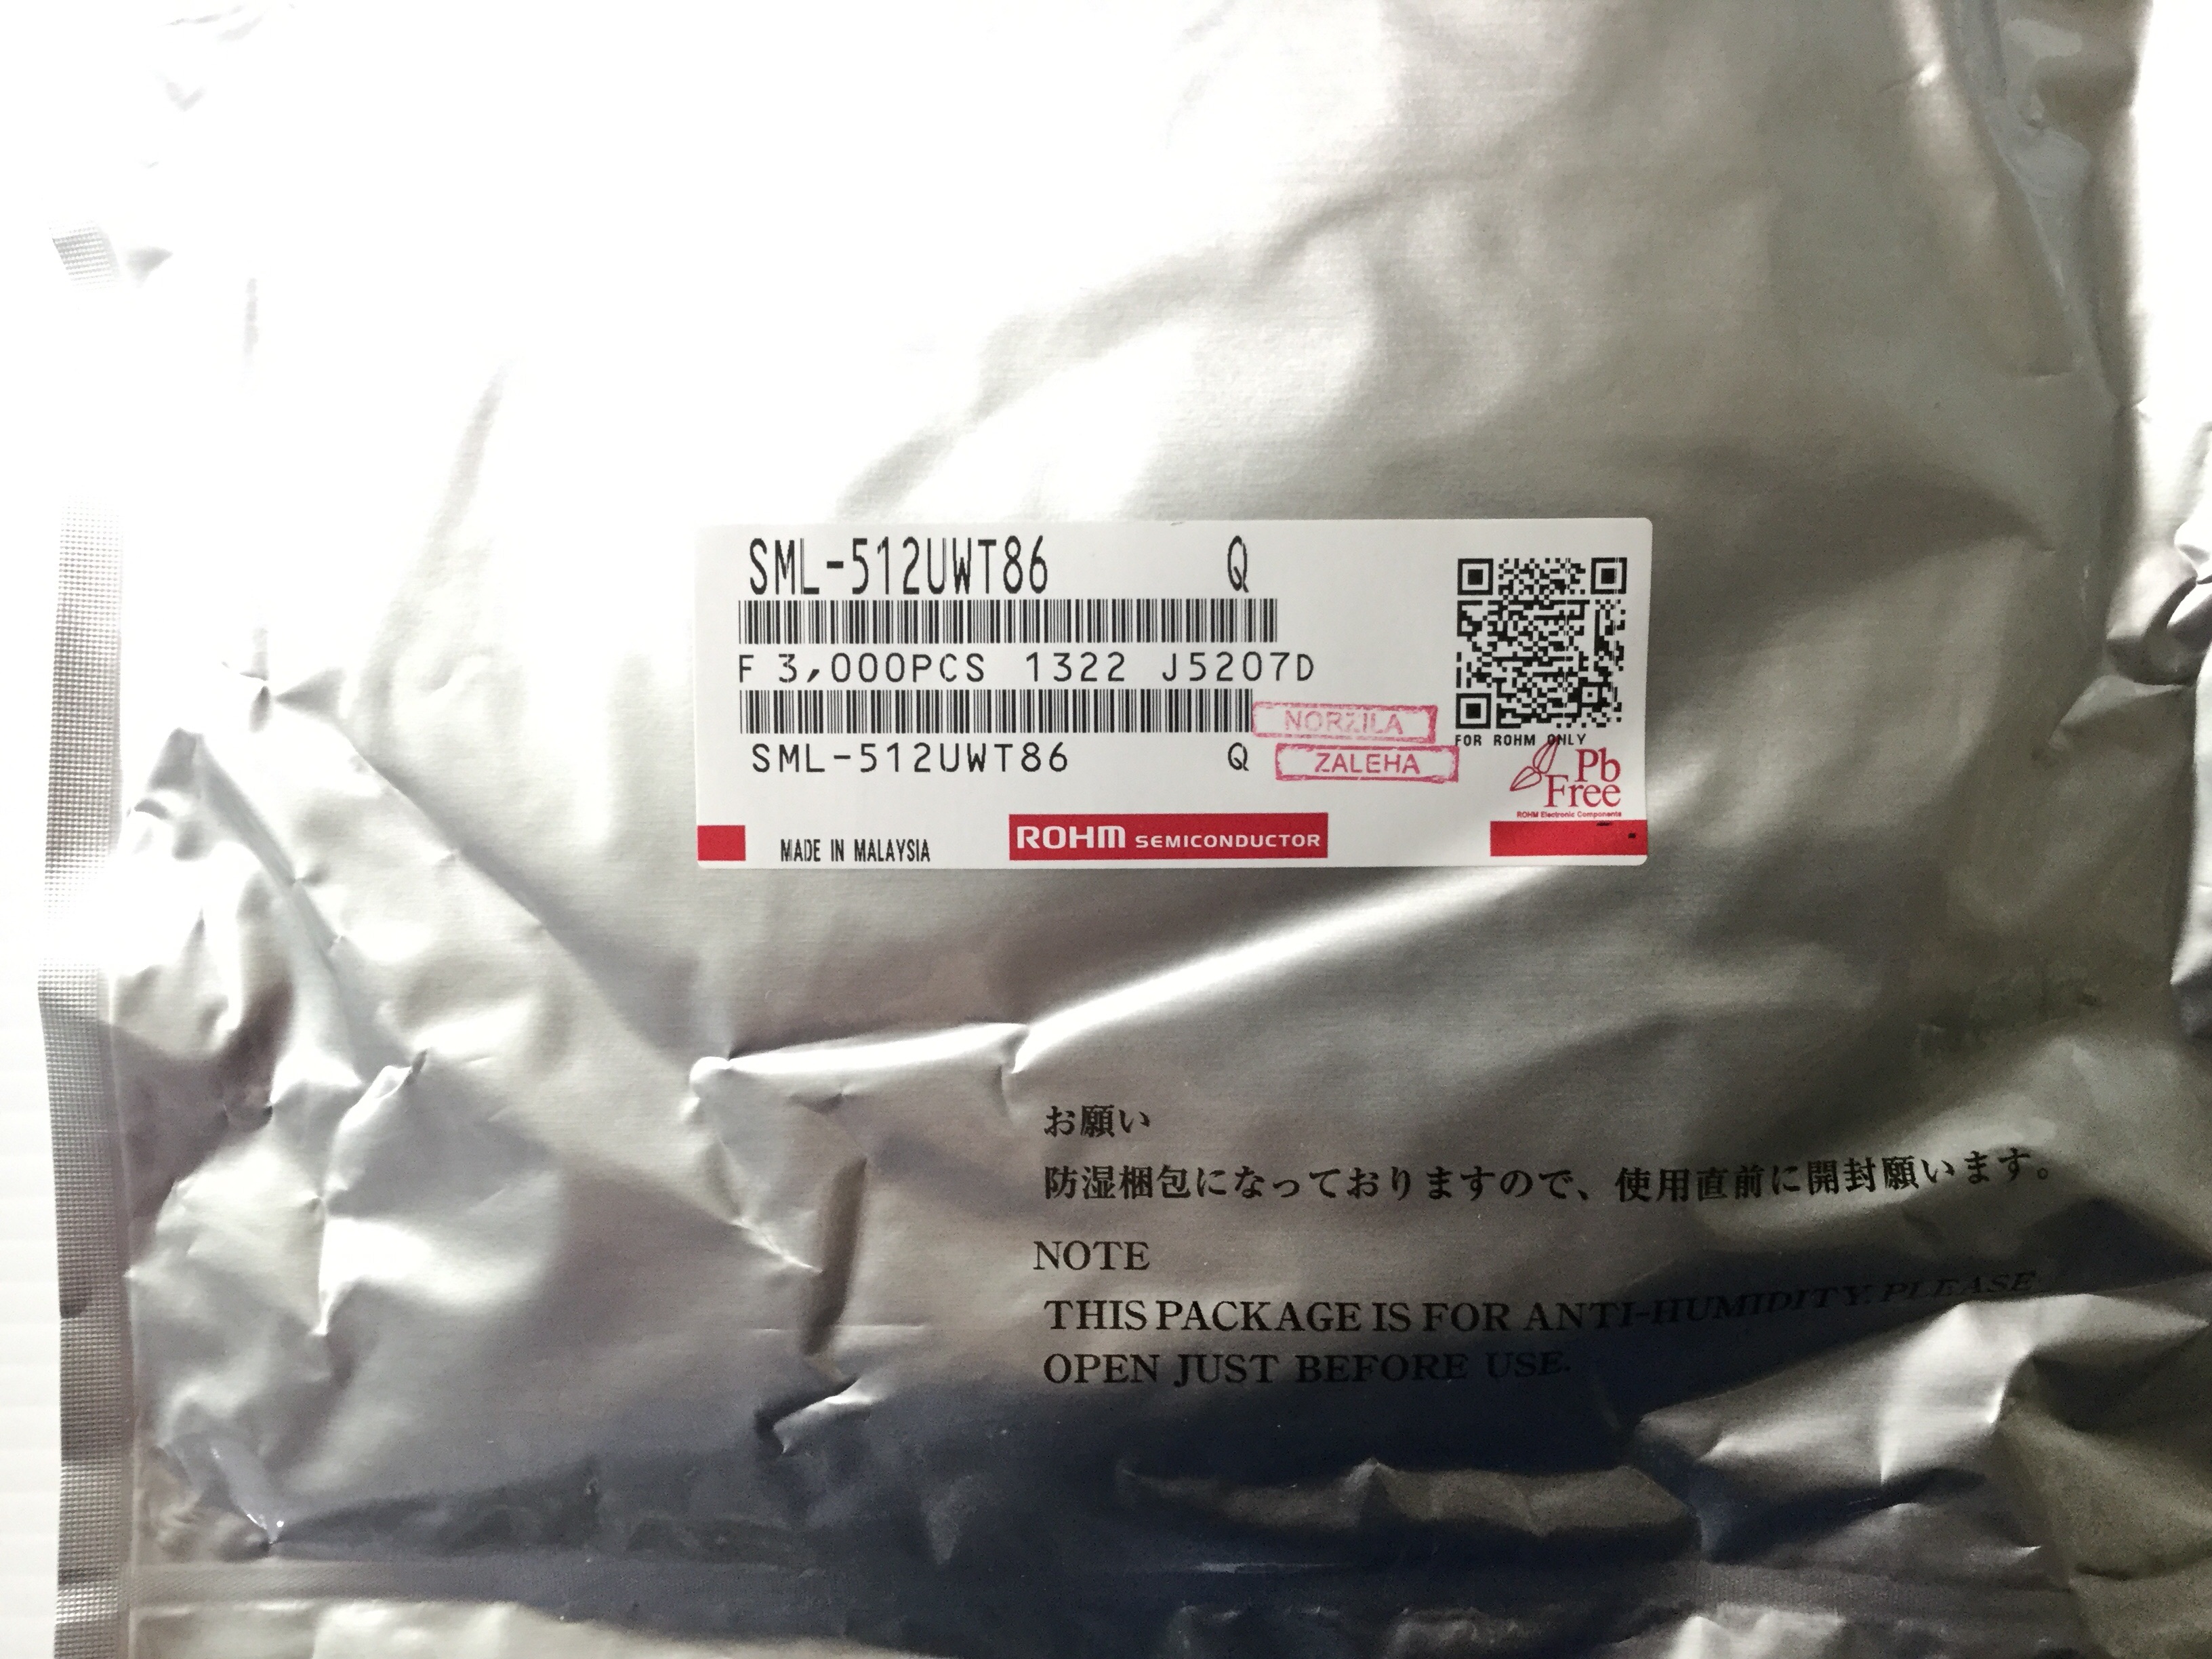 SML-512UWT86 Q
F 3,000PCS 1322 J5207D
NORZILA
FOR ROHM ONLY
SML-512UWT86 Q
ZALEHA
Pb
Free
ROHM Electronic Components
MADE IN MALAYSIA
ROHM SEMICONDUCTOR
お願い
防湿梱包になっておりますので、使用直前に開封願います。
NOTE
THIS PACKAGE IS FOR ANTI-HUMIDITY. PLEASE
OPEN JUST BEFORE USE.